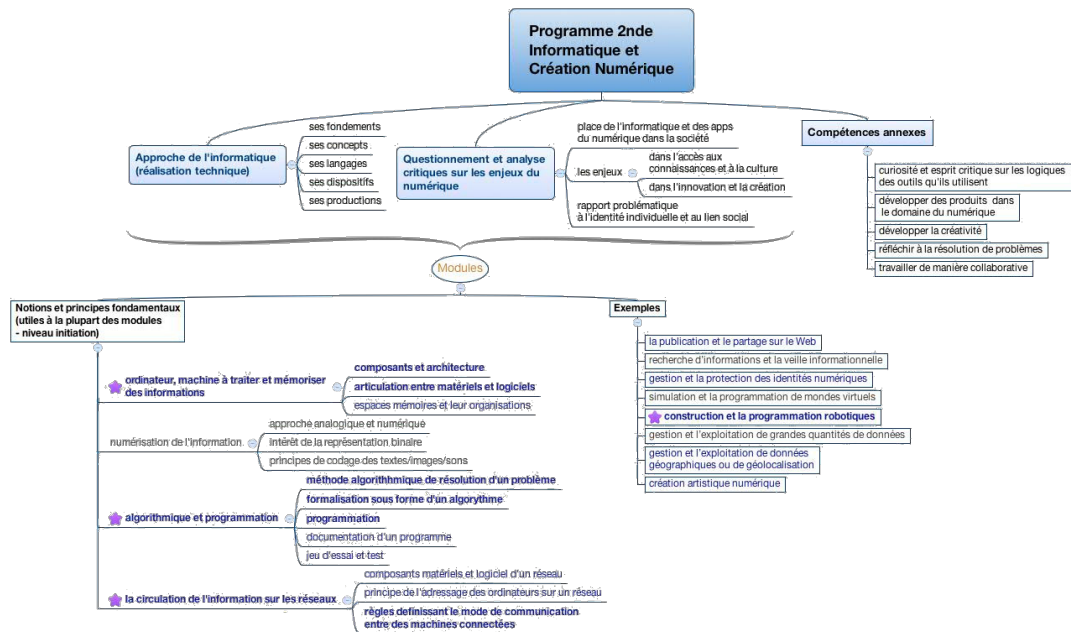 Programme 2nde
Informatique et
Création Numérique
Approche de l'informatique
(réalisation technique)
ses fondements
ses concepts
ses langages
ses dispositifs
ses productions
Questionnement et analyse
critiques sur les enjeux du
numérique
place de l'informatique et des apps
du numérique dans la société
les enjeux
dans l'accès aux
connaissances et à la culture
dans l'innovation et la création
rapport problématique
à l'identité individuelle et au lien social
Compétences annexes
curiosité et esprit critique sur les logiques
des outils qu'ils utilisent
développer des produits dans
le domaine du numérique
développer la créativité
réfléchir à la résolution de problèmes
travailler de manière collaborative
Modules
Notions et principes fondamentaux
(utiles à la plupart des modules
- niveau initiation)
ordinateur, machine à traiter et mémoriser
des informations
composants et architecture
articulation entre matériels et logiciels
espaces mémoires et leur organisations
numérisation de l'information
approche analogique et numérique
intérêt de la représentation binaire
principes de codage des textes/images/sons
algorithmique et programmation
méthode algorithmique de résolution d'un problème
formalisation sous forme d'un algorythme
programmation
documentation d'un programme
jeu d'essai et test
la circulation de l'information sur les réseaux
composants matériels et logiciel d'un réseau
principe de l'adressage des ordinateurs sur un réseau
règles definissant le mode de communication
entre des machines connectées
Exemples
la publication et le partage sur le Web
recherche d'informations et la veille informationnelle
gestion et la protection des identités numériques
simulation et la programmation de mondes virtuels
construction et la programmation robotiques
gestion et l'exploitation de grandes quantités de données
gestion et l'exploitation de données
géographiques ou de géolocalisation
création artistique numérique